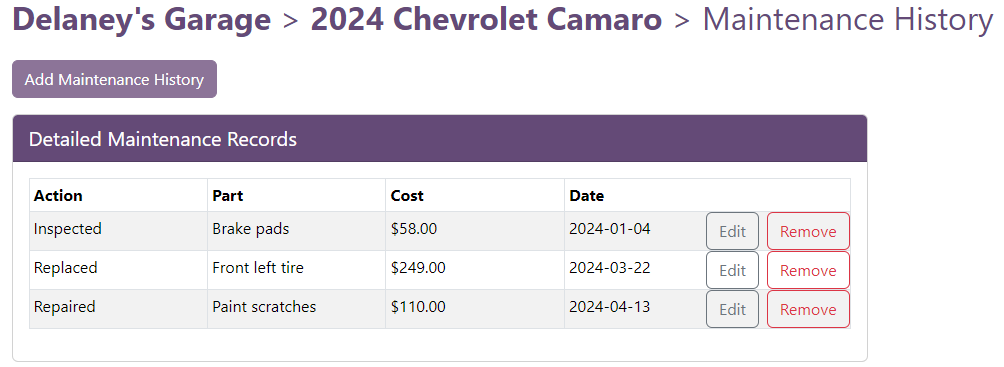 Delaney's Garage > 2024 Chevrolet Camaro > Maintenance History
Add Maintenance History
Detailed Maintenance Records
Action Part Cost Date
Inspected Brake pads $58.00 2024-01-04 Edit Remove
Replaced Front left tire $249.00 2024-03-22 Edit Remove
Repaired Paint scratches $110.00 2024-04-13 Edit Remove